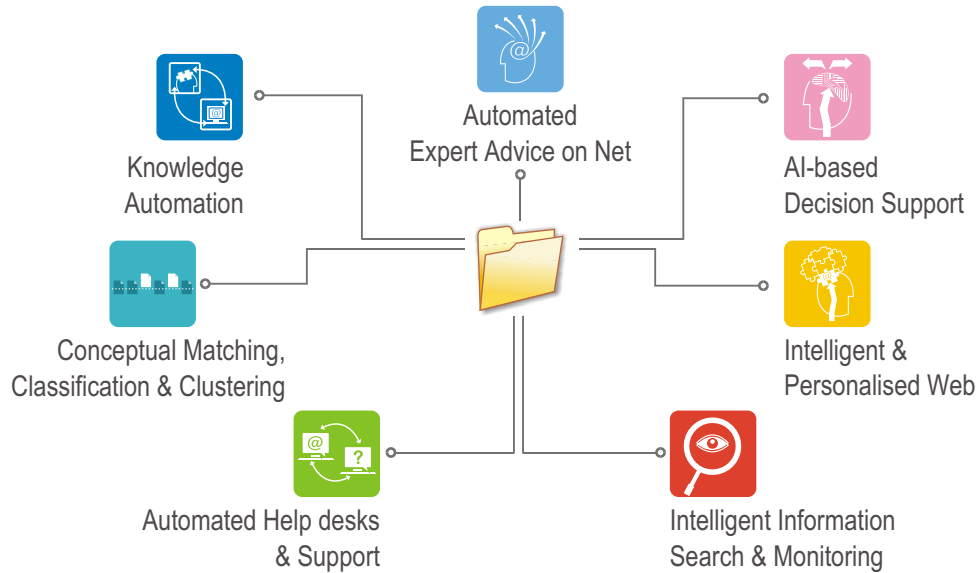 Automated
Expert Advice on Net
Knowledge
Automation
AI-based
Decision Support
Conceptual Matching,
Classification & Clustering
Intelligent &
Personalised Web
@
?
Automated Help desks
& Support
Intelligent Information
Search & Monitoring